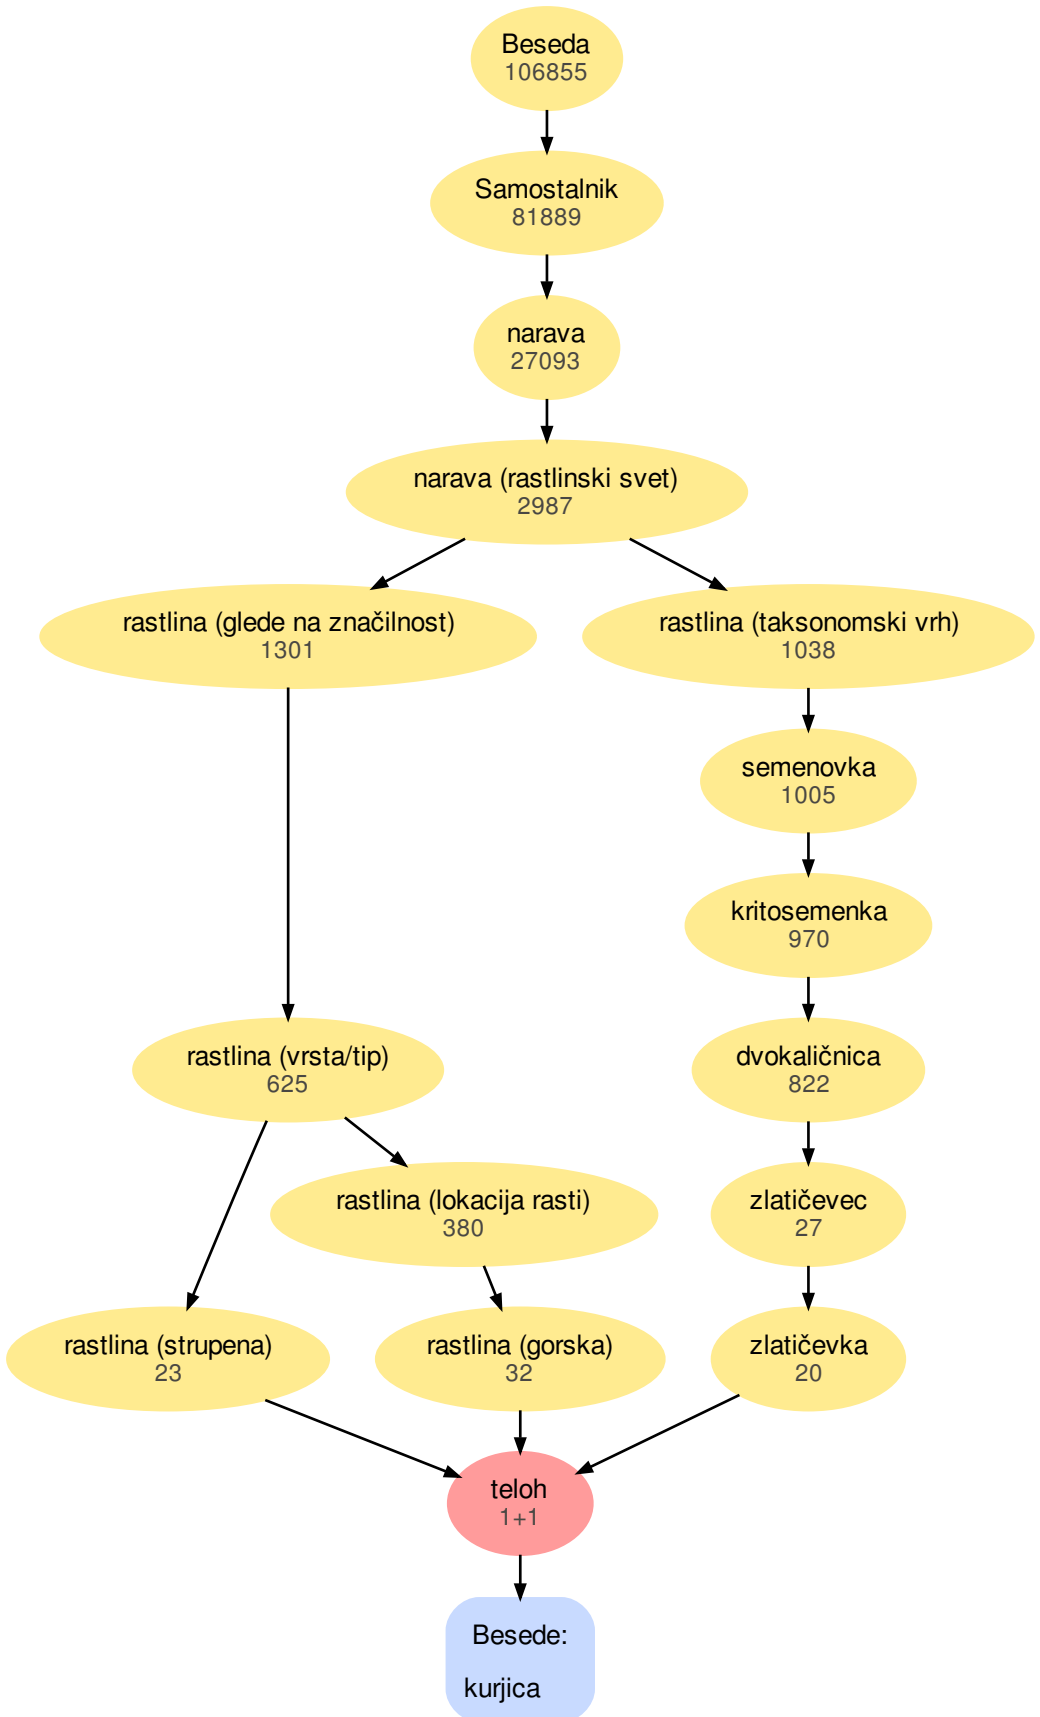 Beseda
106855
Samostalnik
81889
narava
27093
narava (rastlinski svet)
2987
rastlina (glede na značilnost)
1301
rastlina (taksonomski vrh)
1038
semenovka
1005
kritosemenka
970
rastlina (vrsta/tip)
625
dvokaličnica
822
rastlina (lokacija rasti)
380
zlatičevec
27
rastlina (strupena)
23
rastlina (gorska)
32
zlatičevka
20
teloh
1+1
Besede:
kurjica